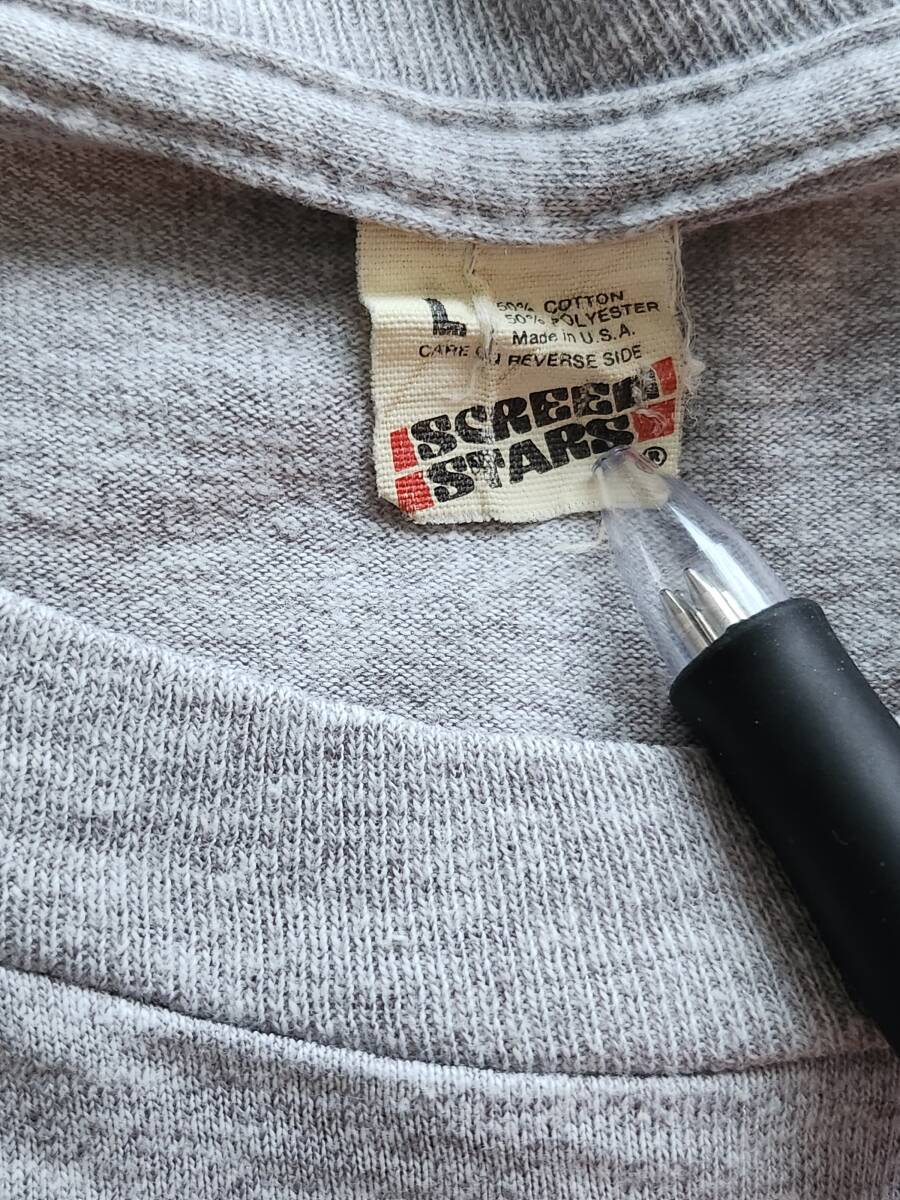 L
50% COTTON
50% POLYESTER
Made in U.S.A.
CARE ON REVERSE SIDE
SCREEN
STARS
®